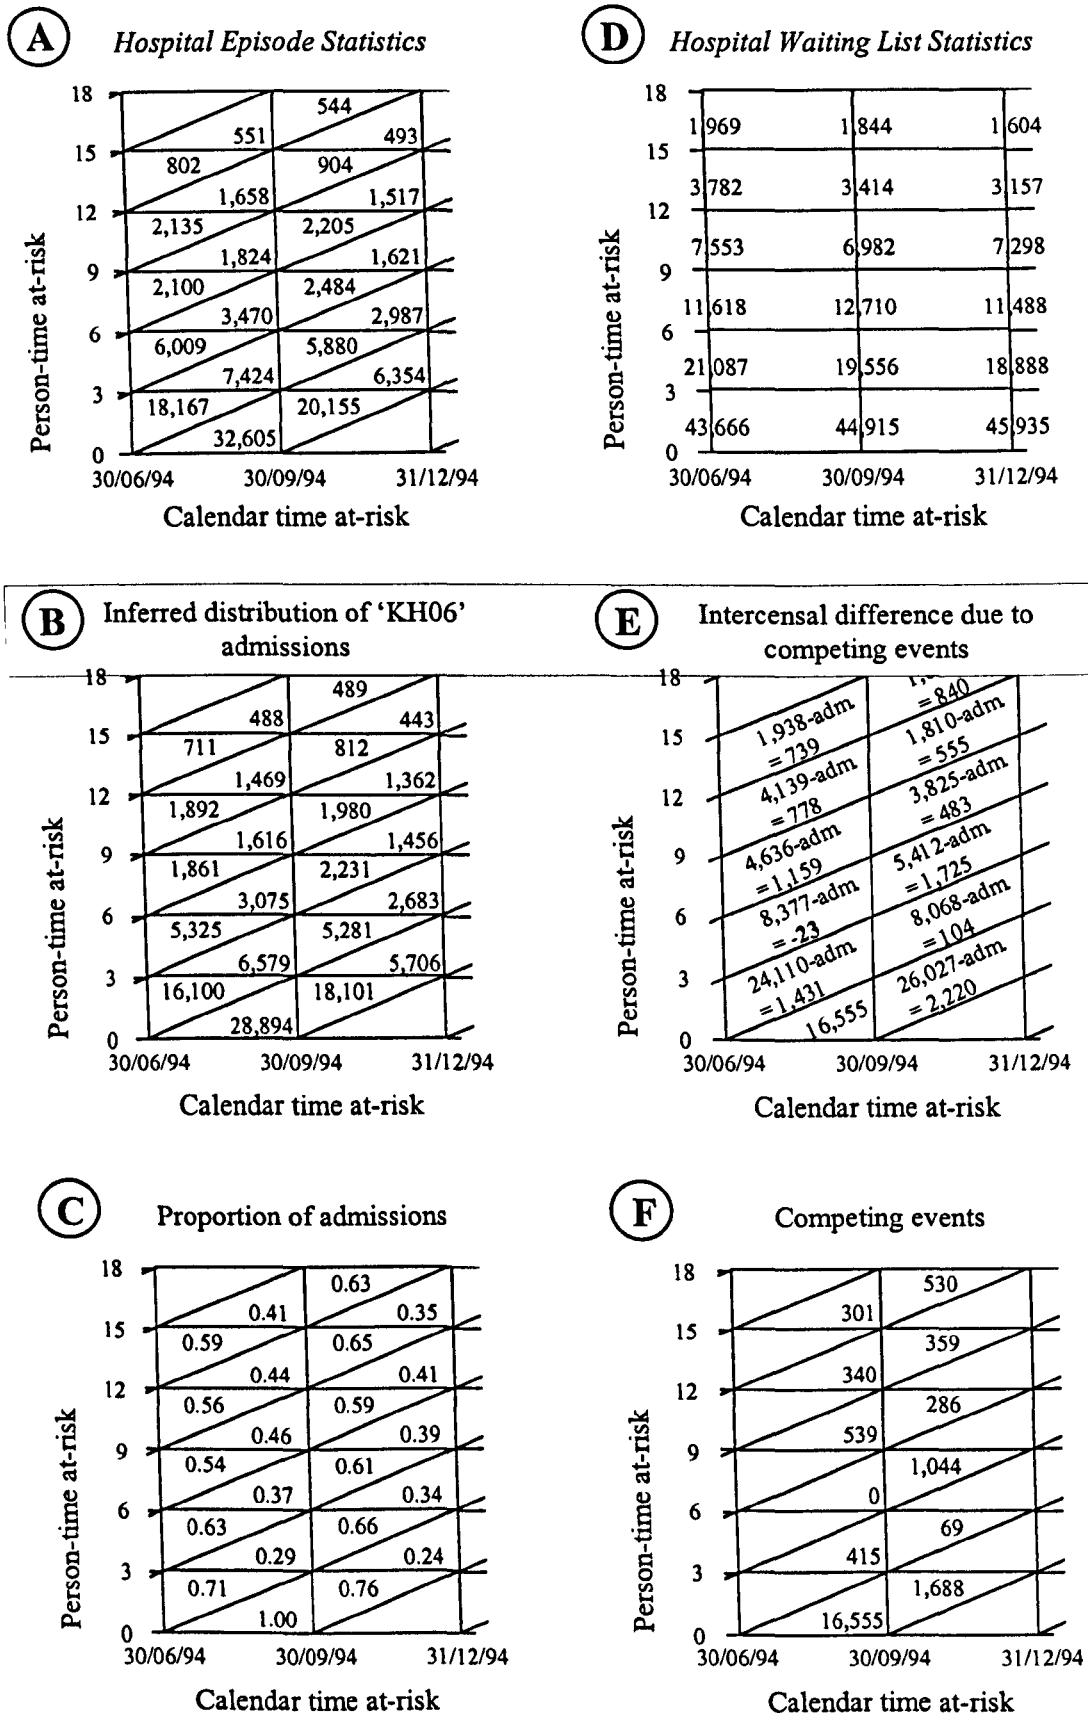 A Hospital Episode Statistics
18
544
551 493
15
802 904
1,658 1,517
12
2,135 2,205
1,824 1,621
9
2,100 2,484
3,470 2,987
6
6,009 5,880
7,424 6,354
3
18,167 20,155
32,605
0
30/06/94 30/09/94 31/12/94
Calendar time at-risk
Person-time at-risk
D Hospital Waiting List Statistics
18
1,969 1,844 1,604
15
3,782 3,414 3,157
12
7,553 6,982 7,298
9
11,618 12,710 11,488
6
21,087 19,556 18,888
3
43,666 44,915 45,935
0
30/06/94 30/09/94 31/12/94
Calendar time at-risk
Person-time at-risk
B Inferred distribution of ‘KH06’
admissions
18
489
488 443
15
711 812
1,469 1,362
12
1,892 1,980
1,616 1,456
9
1,861 2,231
3,075 2,683
6
5,325 5,281
6,579 5,706
3
16,100 18,101
28,894
0
30/06/94 30/09/94 31/12/94
Calendar time at-risk
Person-time at-risk
E Intercensal difference due to
competing events
18
= 840
1,938-adm
= 739
1,810-adm
= 555
15
4,139-adm
= 778
3,825-adm
= 483
12
4,636-adm
= 1,159
5,412-adm
= 1,725
9
8,377-adm
= -23
8,068-adm
= 104
6
24,110-adm
= 1,431
26,027-adm
= 2,220
3
16,555
0
30/06/94 30/09/94 31/12/94
Calendar time at-risk
Person-time at-risk
C Proportion of admissions
18
0.63
0.41 0.35
15
0.59 0.65
0.44 0.41
12
0.56 0.59
0.46 0.39
9
0.54 0.61
0.37 0.34
6
0.63 0.66
0.29 0.24
3
0.71 0.76
1.00
0
30/06/94 30/09/94 31/12/94
Calendar time at-risk
Person-time at-risk
F Competing events
18
530
301
15
359
340
12
286
539
9
1,044
0
6
69
415
3
1,688
16,555
0
30/06/94 30/09/94 31/12/94
Calendar time at-risk
Person-time at-risk